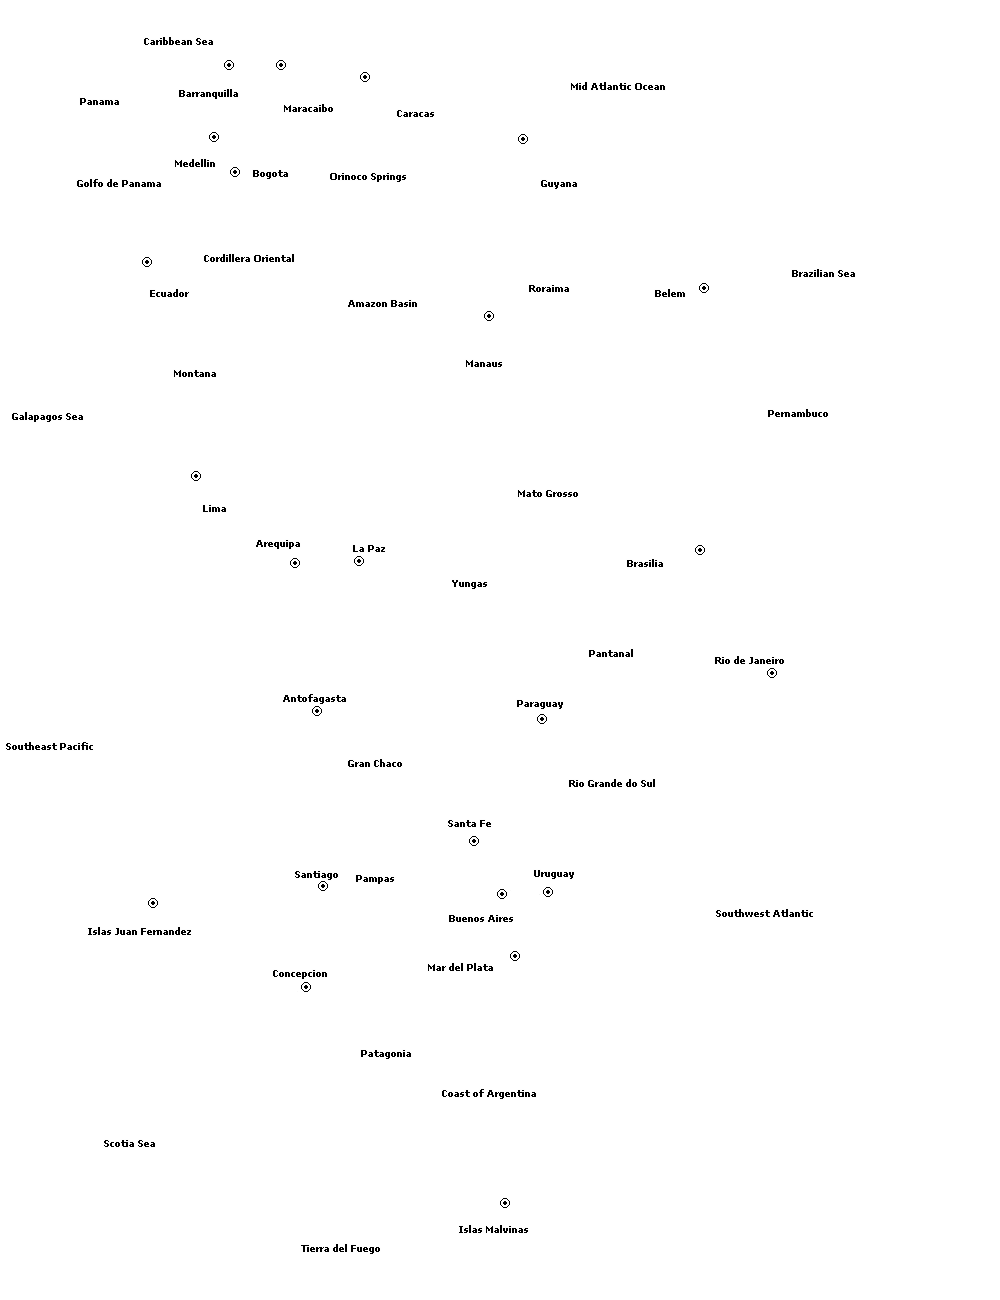 Caribbean Sea
Mid Atlantic Ocean
Barranquilla
Panama
Maracaibo
Caracas
Medellin
Bogota
Orinoco Springs
Golfo de Panama
Guyana
Cordillera Oriental
Brazilian Sea
Roraima
Ecuador
Belem
Amazon Basin
Manaus
Montana
Pernambuco
Galapagos Sea
Mato Grosso
Lima
Arequipa
La Paz
Brasilia
Yungas
Pantanal
Rio de Janeiro
Antofagasta
Paraguay
Southeast Pacific
Gran Chaco
Rio Grande do Sul
Santa Fe
Santiago
Pampas
Uruguay
Southwest Atlantic
Buenos Aires
Islas Juan Fernandez
Mar del Plata
Concepcion
Patagonia
Coast of Argentina
Scotia Sea
Islas Malvinas
Tierra del Fuego